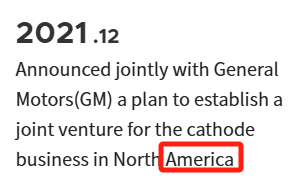 2021.12
Announced jointly with General
Motors(GM) a plan to establish a
joint venture for the cathode
business in North America